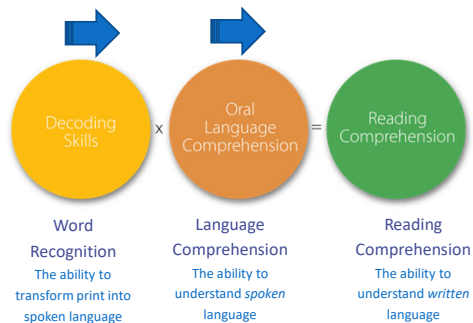 Decoding
Skills
x
Oral
Language
Comprehension
=
Reading
Comprehension
Word
Recognition
The ability to
transform print into
spoken language
Language
Comprehension
The ability to
understand spoken
language
Reading
Comprehension
The ability to
understand written
language